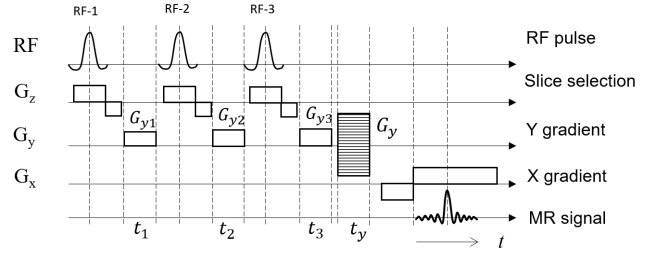 RF-1 RF-2 RF-3
RF RF pulse
G_z Slice selection
G_y1 G_y2 G_y3 G_y
G_y Y gradient
G_x X gradient
MR signal
t_1 t_2 t_3 t_y
t